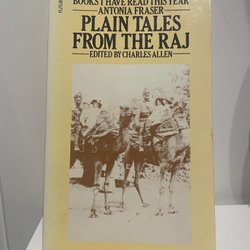 BOOKS I HAVE READ THIS YEAR
ANTONIA FRASER
PLAIN TALES
FROM THE RAJ
EDITED BY CHARLES ALLEN